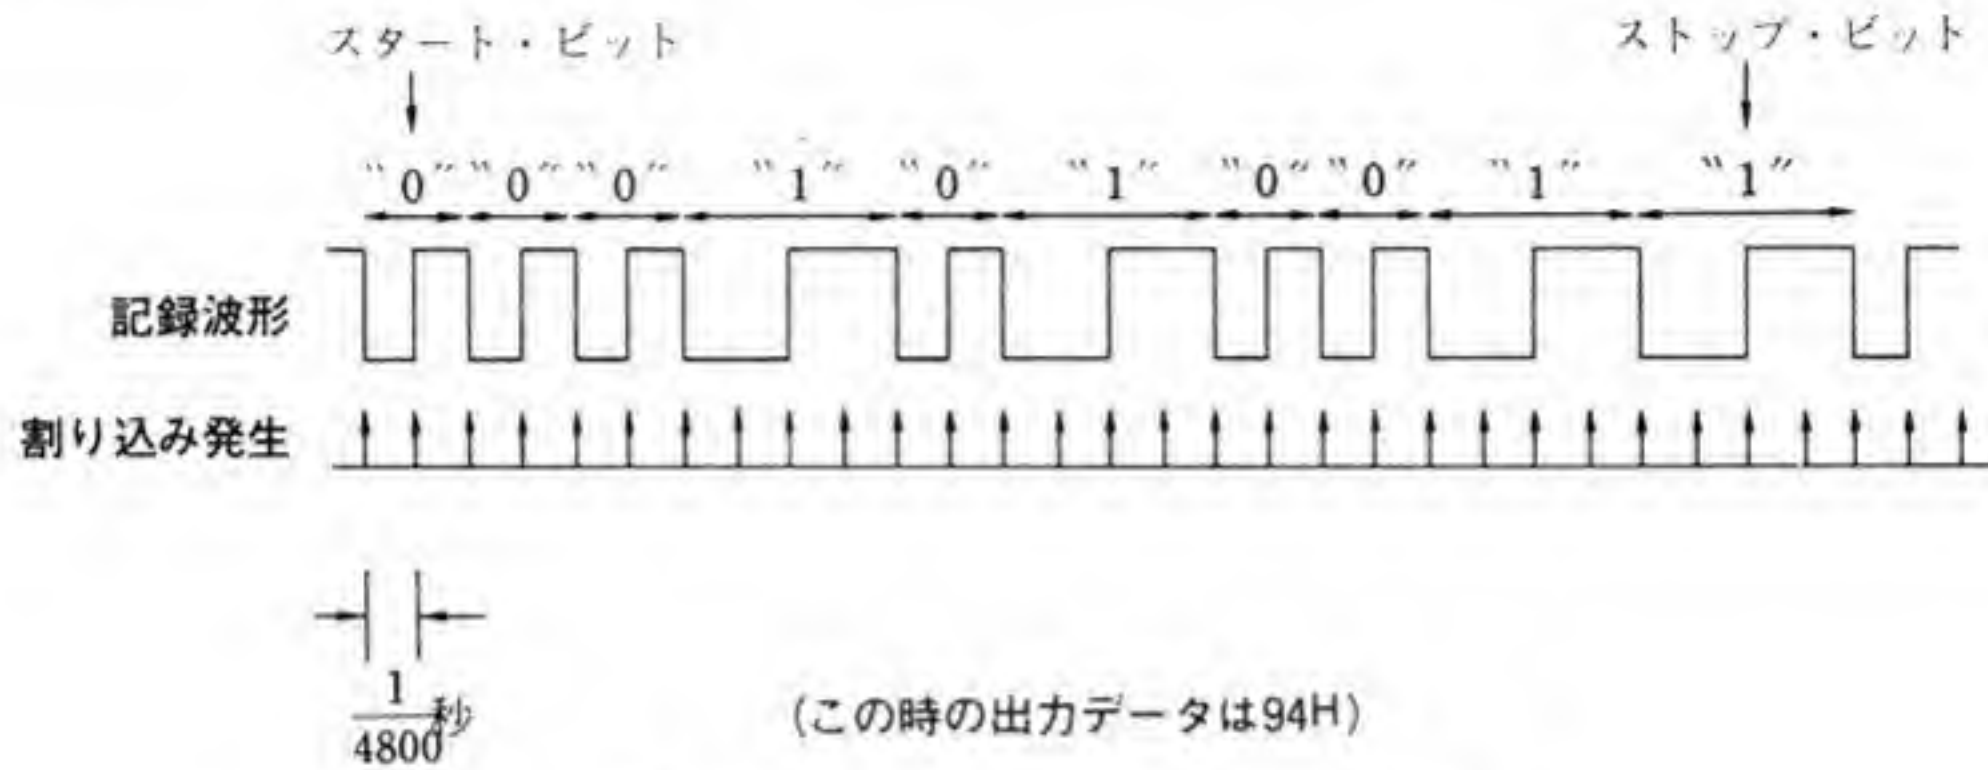 スタート・ビット
ストップ・ビット
“0” “0” “0” “1” “0” “1” “0” “0” “1” “1”
記録波形
割り込み発生
1
4800
秒
(この時の出力データは94H)